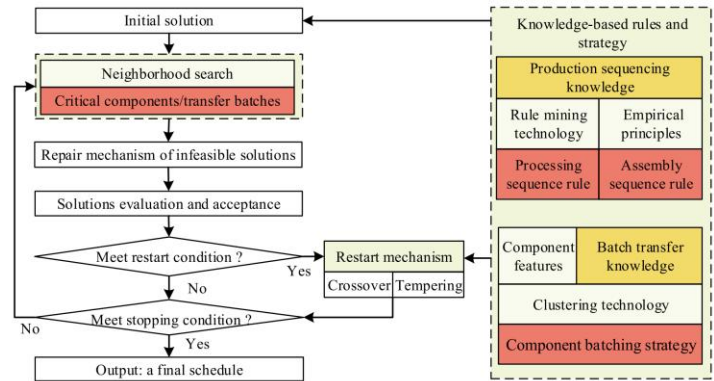 Initial solution
Neighborhood search
Critical components/transfer batches
Repair mechanism of infeasible solutions
Solutions evaluation and acceptance
Meet restart condition ?
Yes
No
Restart mechanism
Crossover
Tempering
Meet stopping condition ?
No
Yes
Output: a final schedule
Knowledge-based rules and
strategy
Production sequencing
knowledge
Rule mining
technology
Empirical
principles
Processing
sequence rule
Assembly
sequence rule
Component
features
Batch transfer
knowledge
Clustering technology
Component batching strategy